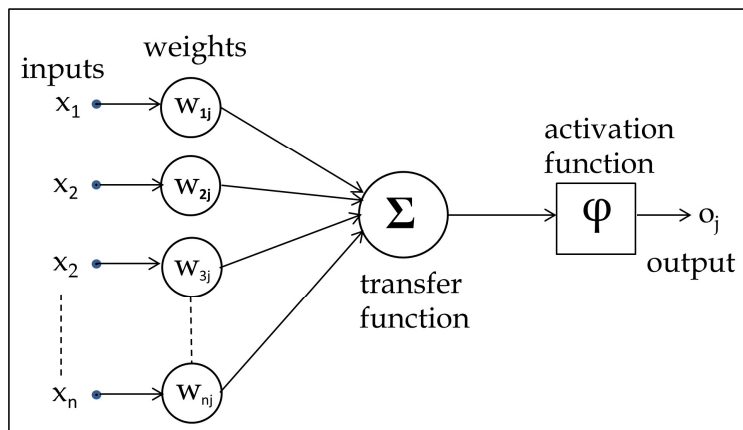 weights
inputs
x₁ w₁ⱼ
activation
function
x₂ w₂ⱼ
Σ φ oⱼ
x₂ w₃ⱼ
output
transfer
function
xₙ wₙⱼ